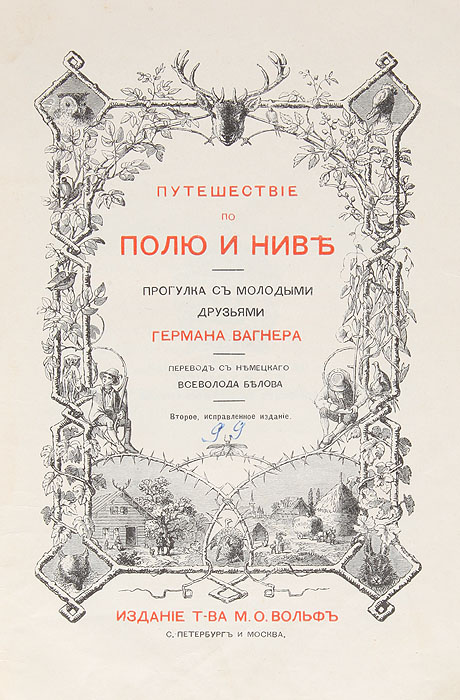 ПУТЕШЕСТВІЕ
ПО
ПОЛЮ И НИВѢ
ПРОГУЛКА СЪ МОЛОДЫМИ
ДРУЗЬЯМИ
ГЕРМАНА ВАГНЕРА
ПЕРЕВОДЪ СЪ НѢМЕЦКАГО
ВСЕВОЛОДА БѢЛОВА
Второе, исправленное изданіе.
99
ИЗДАНІЕ Т-ВА М. О. ВОЛЬФЪ
С. ПЕТЕРБУРГЪ И МОСКВА.